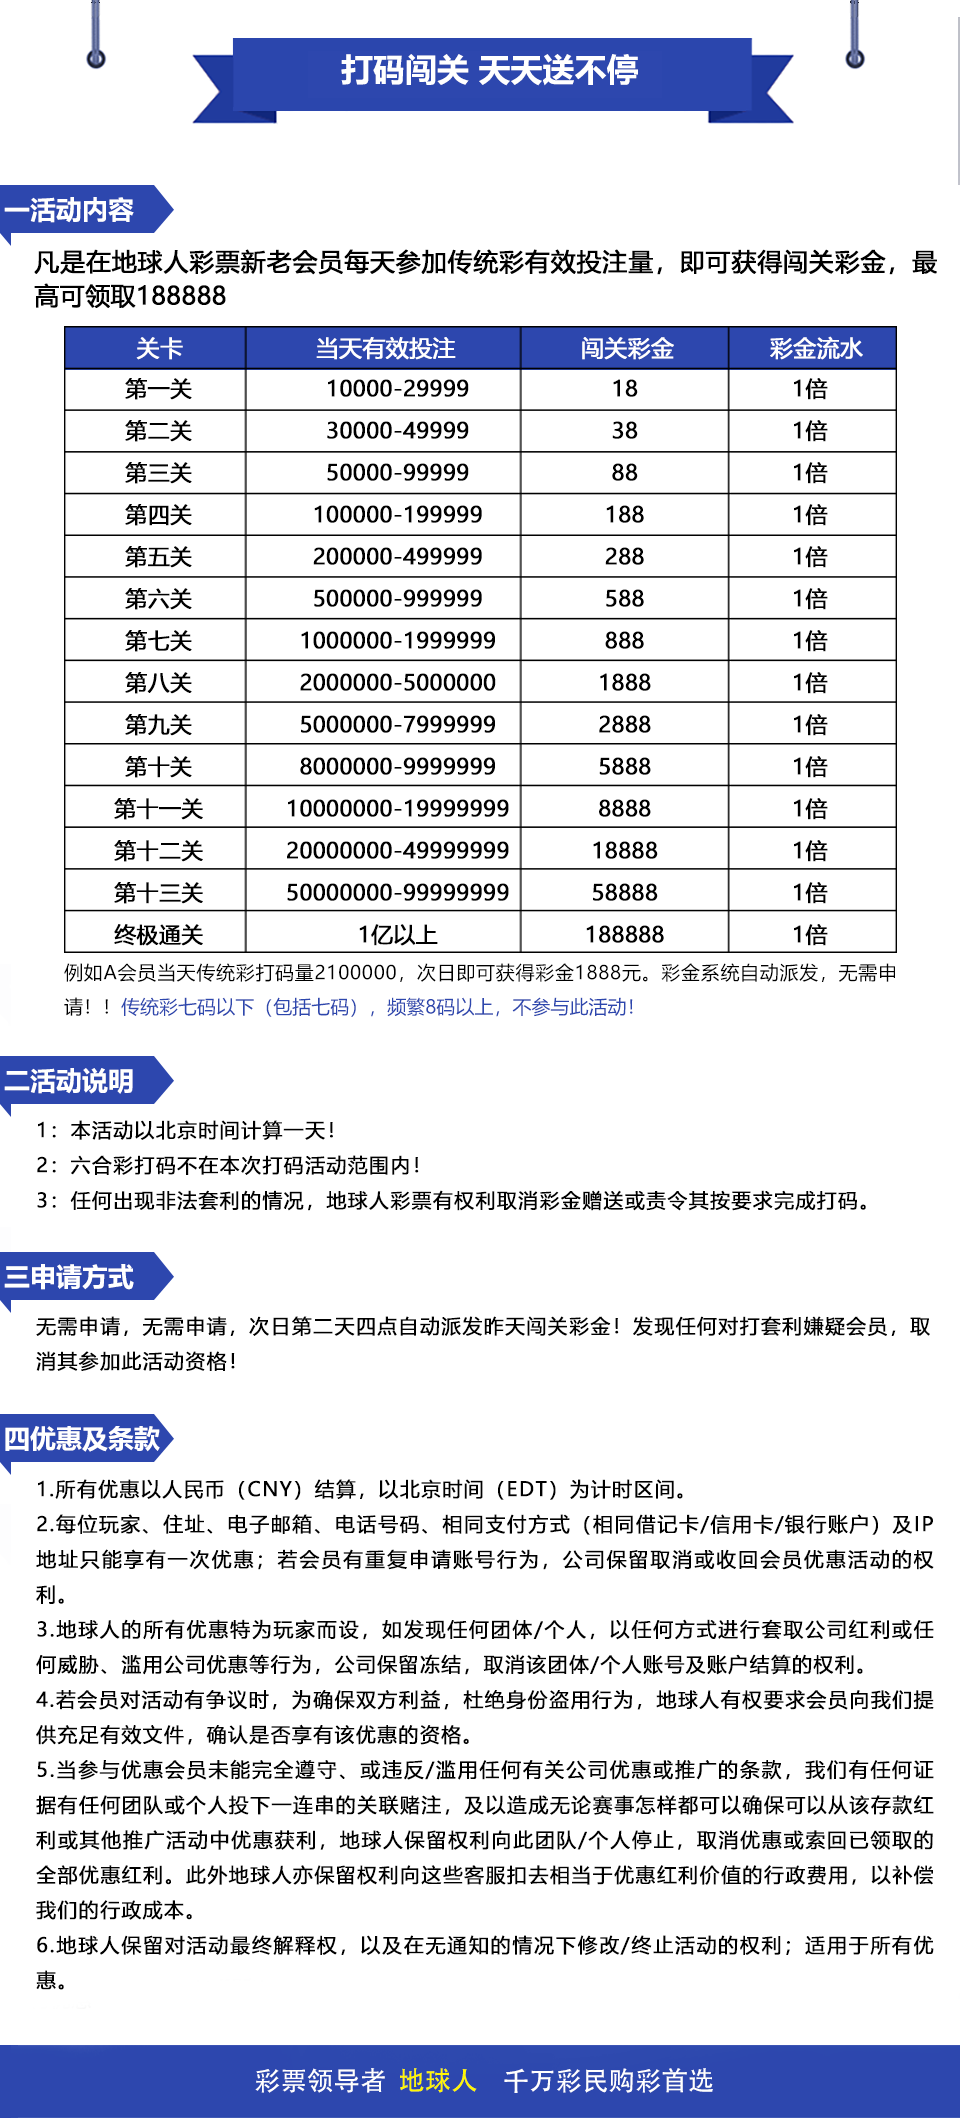 打码闯关 天天送不停
一活动内容
凡是在地球人彩票新老会员每天参加传统彩有效投注量，即可获得闯关彩金，最
高可领取188888
关卡 当天有效投注 闯关彩金 彩金流水
第一关 10000-29999 18 1倍
第二关 30000-49999 38 1倍
第三关 50000-99999 88 1倍
第四关 100000-199999 188 1倍
第五关 200000-499999 288 1倍
第六关 500000-999999 588 1倍
第七关 1000000-1999999 888 1倍
第八关 2000000-5000000 1888 1倍
第九关 5000000-7999999 2888 1倍
第十关 8000000-9999999 5888 1倍
第十一关 10000000-19999999 8888 1倍
第十二关 20000000-49999999 18888 1倍
第十三关 50000000-99999999 58888 1倍
终极通关 1亿以上 188888 1倍
例如A会员当天传统彩打码量2100000，次日即可获得彩金1888元。彩金系统自动派发，无需申
请！！传统彩七码以下（包括七码），频繁8码以上，不参与此活动！
二活动说明
1：本活动以北京时间计算一天！
2：六合彩打码不在本次打码活动范围内！
3：任何出现非法套利的情况，地球人彩票有权利取消彩金赠送或责令其按要求完成打码。
三申请方式
无需申请，无需申请，次日第二天四点自动派发昨天闯关彩金！发现任何对打套利嫌疑会员，取
消其参加此活动资格！
四优惠及条款
1.所有优惠以人民币（CNY）结算，以北京时间（EDT）为计时区间。
2.每位玩家、住址、电子邮箱、电话号码、相同支付方式（相同借记卡/信用卡/银行账户）及IP
地址只能享有一次优惠；若会员有重复申请账号行为，公司保留取消或收回会员优惠活动的权
利。
3.地球人的所有优惠特为玩家而设，如发现任何团体/个人，以任何方式进行套取公司红利或任
何威胁、滥用公司优惠等行为，公司保留冻结，取消该团体/个人账号及账户结算的权利。
4.若会员对活动有争议时，为确保双方利益，杜绝身份盗用行为，地球人有权要求会员向我们提
供充足有效文件，确认是否享有该优惠的资格。
5.当参与优惠会员未能完全遵守、或违反/滥用任何有关公司优惠或推广的条款，我们有任何证
据有任何团队或个人投下一连串的关联赌注，及以造成无论赛事怎样都可以确保可以从该存款红
利或其他推广活动中优惠获利，地球人保留权利向此团队/个人停止，取消优惠或索回已领取的
全部优惠红利。此外地球人亦保留权利向这些客服扣去相当于优惠红利价值的行政费用，以补偿
我们的行政成本。
6.地球人保留对活动最终解释权，以及在无通知的情况下修改/终止活动的权利；适用于所有优
惠。
彩票领导者 地球人 千万彩民购彩首选